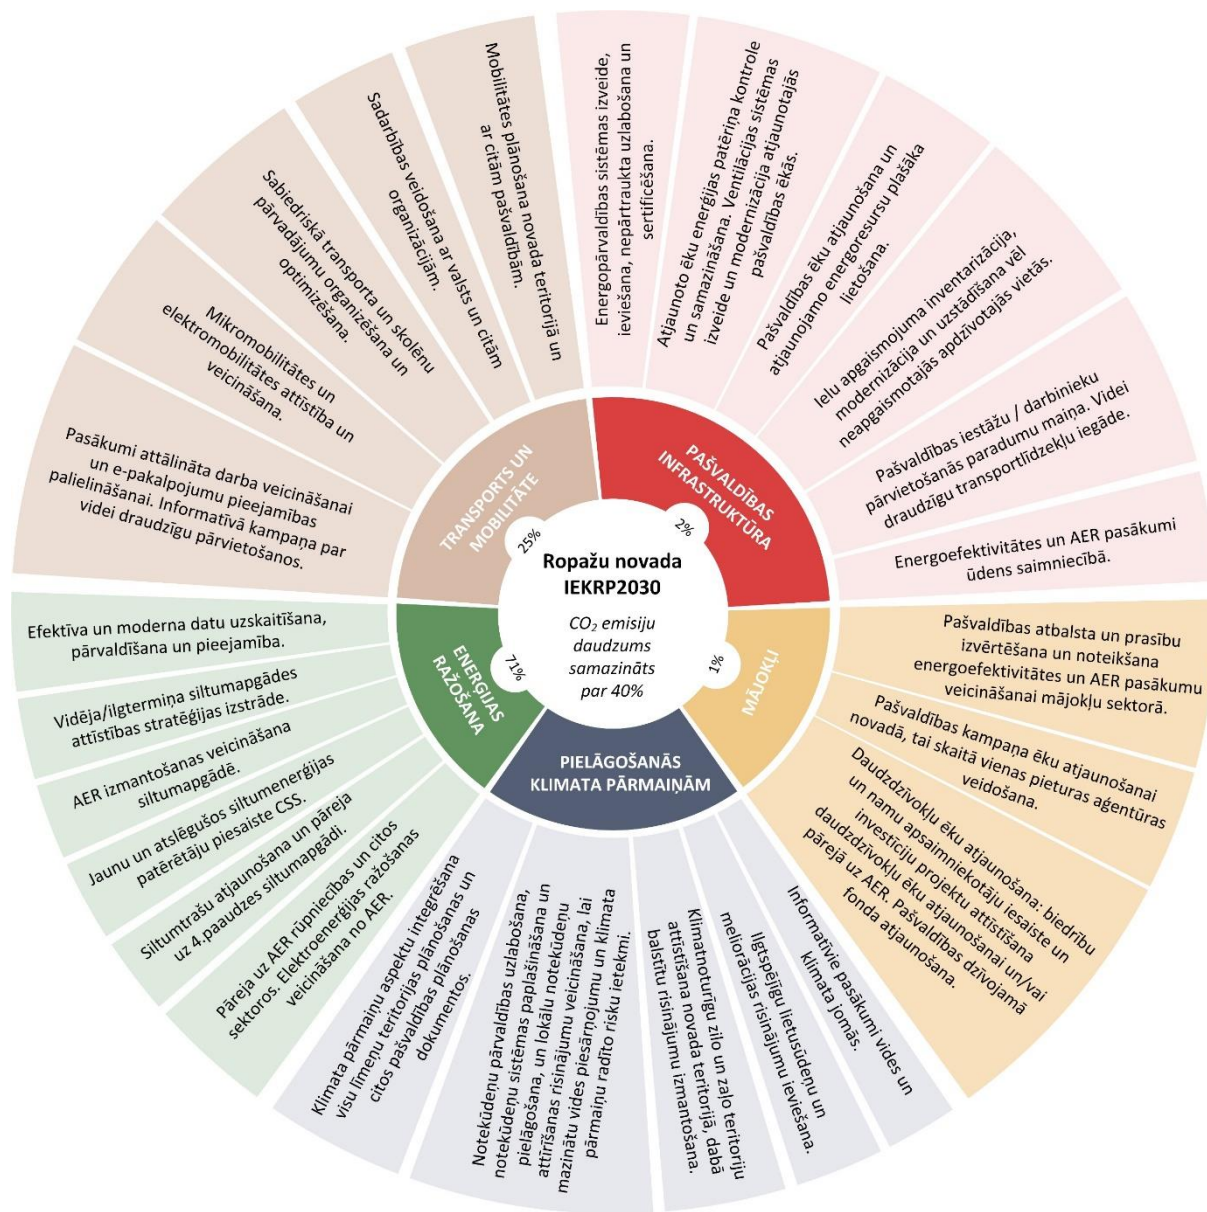 Ropažu novada
IEKRP2030
CO₂ emisiju
daudzums
samazināts
par 40%
PAŠVALDĪBAS
INFRASTRUKTŪRA
2%
Energopārvaldības sistēmas izveide,
ieviešana, nepārtraukta uzlabošana un
sertificēšana.
Atjaunoto ēku enerģijas patēriņa kontrole
un samazināšana. Ventilācijas sistēmas
izveide un modernizācija atjaunotajās
pašvaldības ēkās.
Pašvaldības ēku atjaunošana un
atjaunojamo energoresursu plašāka
lietošana.
Ielu apgaismojuma inventarizācija,
modernizācija un uzstādīšana vēl
neapgaismotajās apdzīvotajās vietās.
Pašvaldības iestāžu / darbinieku
pārvietošanās paradumu maiņa. Videi
draudzīgu transportlīdzekļu iegāde.
Energoefektivitātes un AER pasākumi
ūdens saimniecībā.
MĀJOKĻI
1%
Pašvaldības atbalsta un prasību
izvērtēšana un noteikšana
energoefektivitātes un AER pasākumu
veicināšanai mājokļu sektorā.
Pašvaldības kampaņa ēku atjaunošanai
novadā, tai skaitā vienas pieturas aģentūras
veidošana.
Daudzdzīvokļu ēku atjaunošana: biedrību
un namu apsaimniekotāju iesaiste un
investīciju projektu attīstīšana
daudzdzīvokļu ēku atjaunošanai un/vai
pārejā uz AER. Pašvaldības dzīvojamā
fonda atjaunošana.
PIELĀGOŠANĀS
KLIMATA PĀRMAIŅĀM
Informatīvie pasākumi vides un
klimata jomās.
Ilgtspējīgu lietusūdeņu un
meliorācijas risinājumu ieviešana.
Klimatnoturīgu zilo un zaļo teritoriju
attīstīšana novada teritorijā, dabā
balstītu risinājumu izmantošana.
Notekūdeņu pārvaldības uzlabošana,
notekūdeņu sistēmas paplašināšana un
pielāgošana, un lokālu notekūdeņu
attīrīšanas risinājumu veicināšana, lai
mazinātu vides piesārņojumu un klimata
pārmaiņu radīto risku ietekmi.
Klimata pārmaiņu aspektu integrēšana
visu līmeņu teritorijas plānošanas un
citos pašvaldības plānošanas
dokumentos.
ENERĢIJAS
RAŽOŠANA
71%
Pāreja uz AER rūpniecības un citos
sektoros. Elektroenerģijas ražošanas
veicināšana no AER.
Siltumtrašu atjaunošana un pāreja
uz 4.paaudzes siltumapgādi.
Jaunu un atslēgušos siltumenerģijas
patērētāju piesaiste CSS.
AER izmantošanas veicināšana
siltumapgādē.
Vidēja/ilgtermiņa siltumapgādes
attīstības stratēģijas izstrāde.
Efektīva un moderna datu uzskaitīšana,
pārvaldīšana un pieejamība.
TRANSPORTS UN
MOBILITĀTE
25%
Pasākumi attālināta darba veicināšanai
un e-pakalpojumu pieejamības
palielināšanai. Informatīvā kampaņa par
videi draudzīgu pārvietošanos.
Mikromobilitātes un
elektromobilitātes attīstība un
veicināšana.
Sabiedriskā transporta un skolēnu
pārvadājumu organizēšana un
optimizēšana.
Sadarbības veidošana ar valsts un citām
organizācijām.
Mobilitātes plānošana novada teritorijā un
ar citām pašvaldībām.